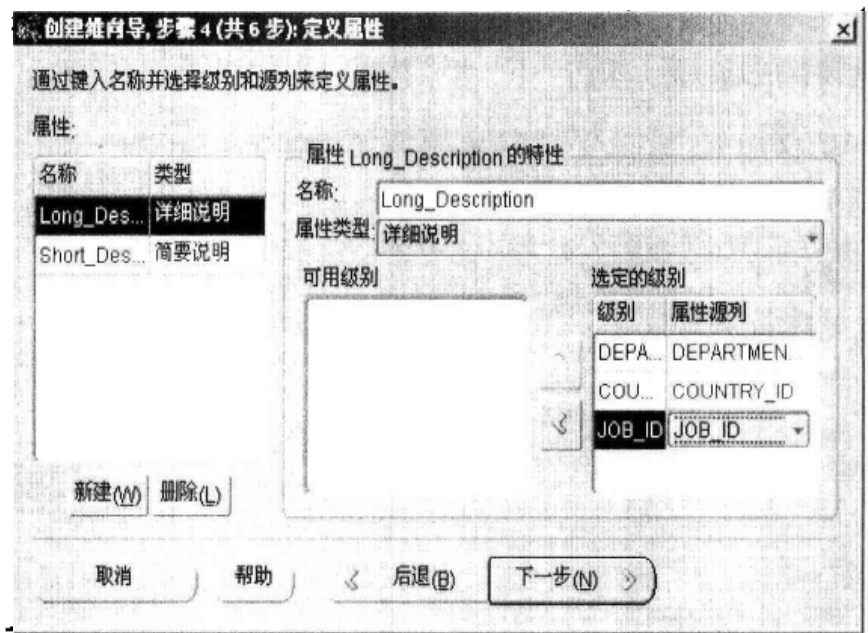 创建维向导, 步骤 4 (共 6 步): 定义属性
通过键入名称并选择级别和源列来定义属性。
属性:
名称 类型
Long_Des... 详细说明
Short_Des... 简要说明
新建(W) 删除(L)
属性 Long_Description 的特性
名称: Long_Description
属性类型: 详细说明
可用级别
选定的级别
级别 属性源列
DEPA... DEPARTMEN...
COU... COUNTRY_ID
JOB_ID JOB_ID
取消 帮助 后退(B) 下一步(N)